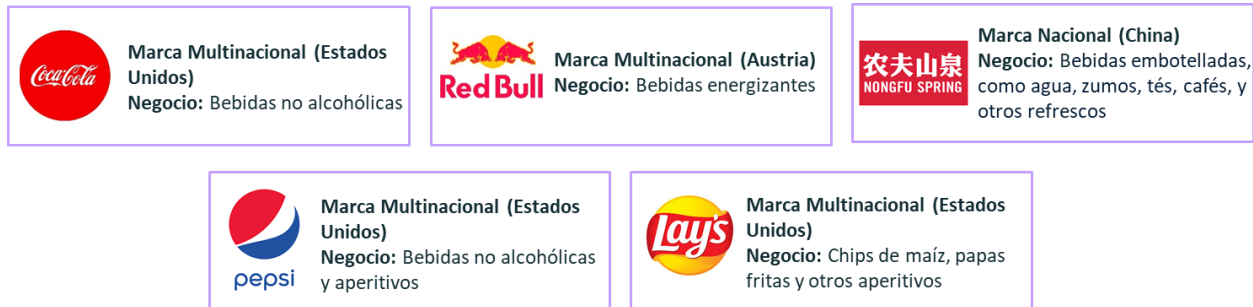 Coca-Cola
Marca Multinacional (Estados
Unidos)
Negocio: Bebidas no alcohólicas
Red Bull
Marca Multinacional (Austria)
Negocio: Bebidas energizantes
农夫山泉
NONGFU SPRING
Marca Nacional (China)
Negocio: Bebidas embotelladas,
como agua, zumos, tés, cafés, y
otros refrescos
pepsi
Marca Multinacional (Estados
Unidos)
Negocio: Bebidas no alcohólicas
y aperitivos
Lay's
Marca Multinacional (Estados
Unidos)
Negocio: Chips de maíz, papas
fritas y otros aperitivos